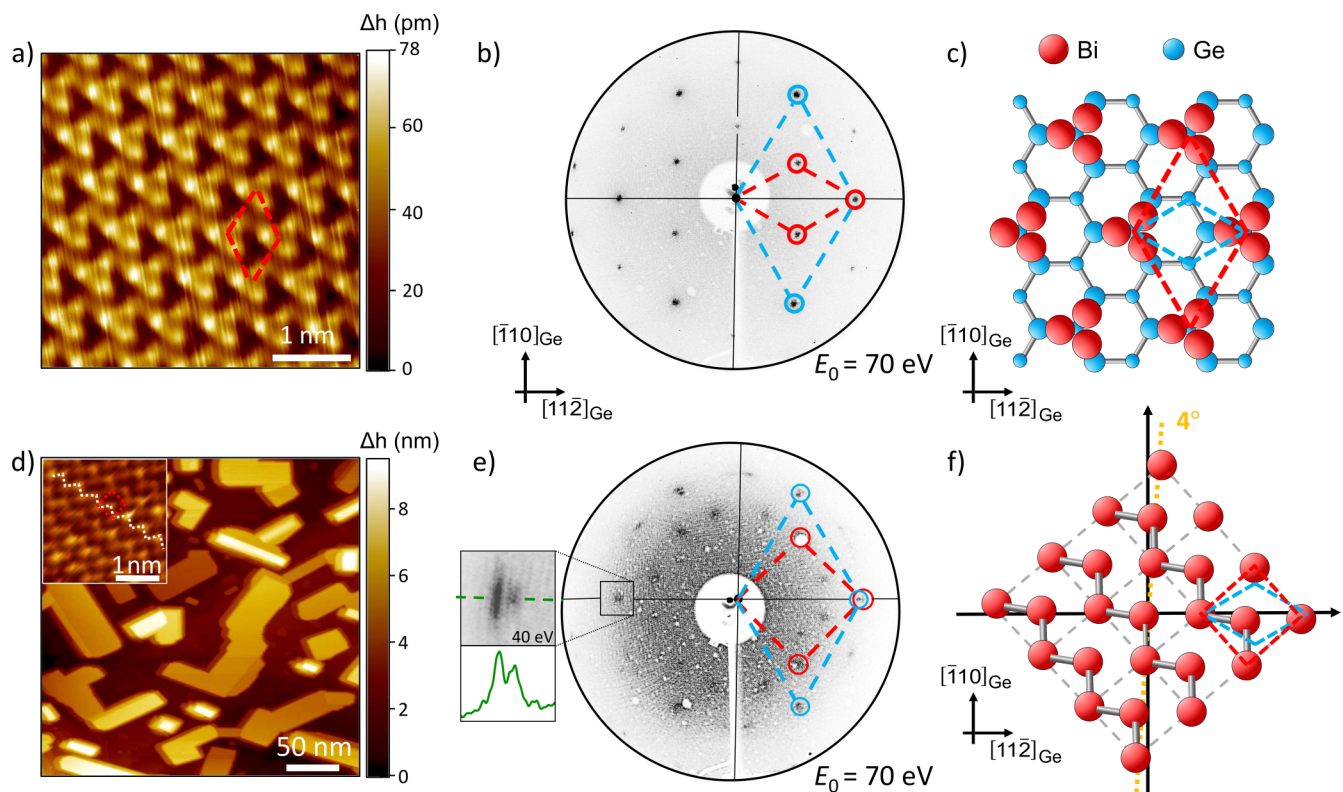 a)
Δh (pm)
78
60
40
20
0
1 nm
b)
[1̄10]Ge
[112̄]Ge
E₀ = 70 eV
c)
Bi
Ge
[1̄10]Ge
[112̄]Ge
d)
Δh (nm)
8
6
4
2
0
1nm
50 nm
e)
40 eV
E₀ = 70 eV
f)
4°
[1̄10]Ge
[112̄]Ge